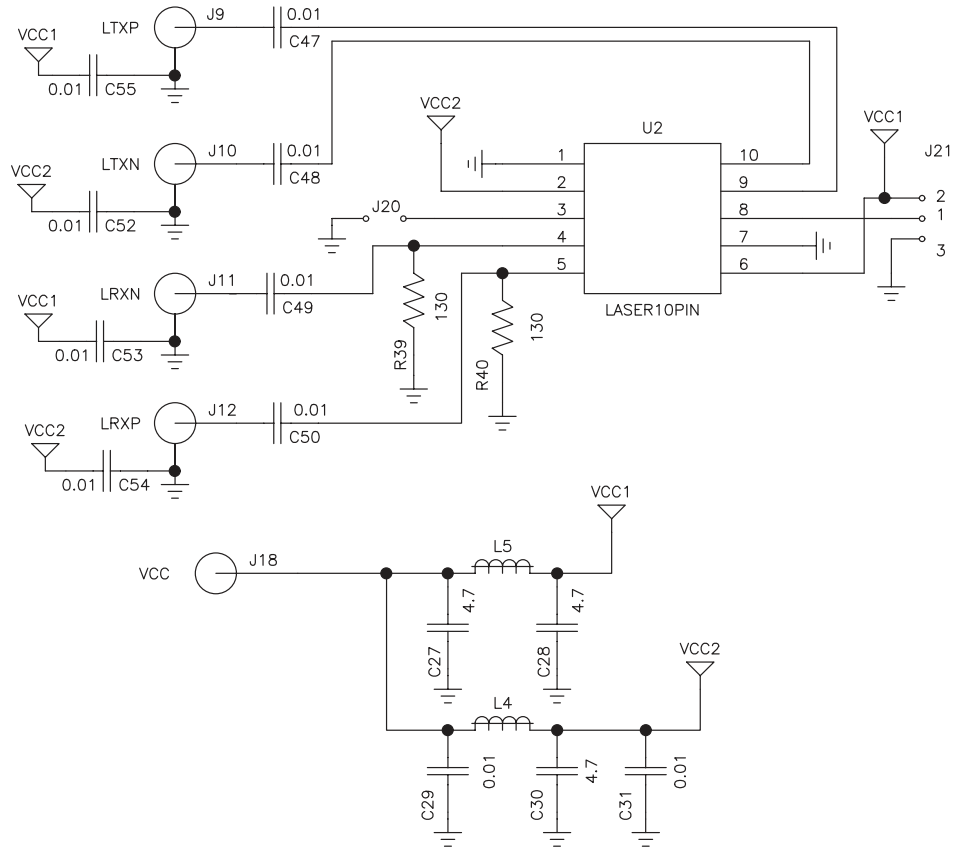 LTXP J9 0.01
C47
VCC1
0.01 C55
LTXN J10 0.01
C48
VCC2
0.01 C52
LRXN J11 0.01
C49
VCC1
0.01 C53
LRXP J12 0.01
C50
VCC2
0.01 C54
VCC2
J20
130
R39
130
R40
U2
1 10
2 9
3 8
4 7
5 6
LASER10PIN
VCC1
J21
2
1
3
VCC J18
L5
VCC1
4.7
C27
4.7
C28
L4
VCC2
0.01
C29
4.7
C30
0.01
C31